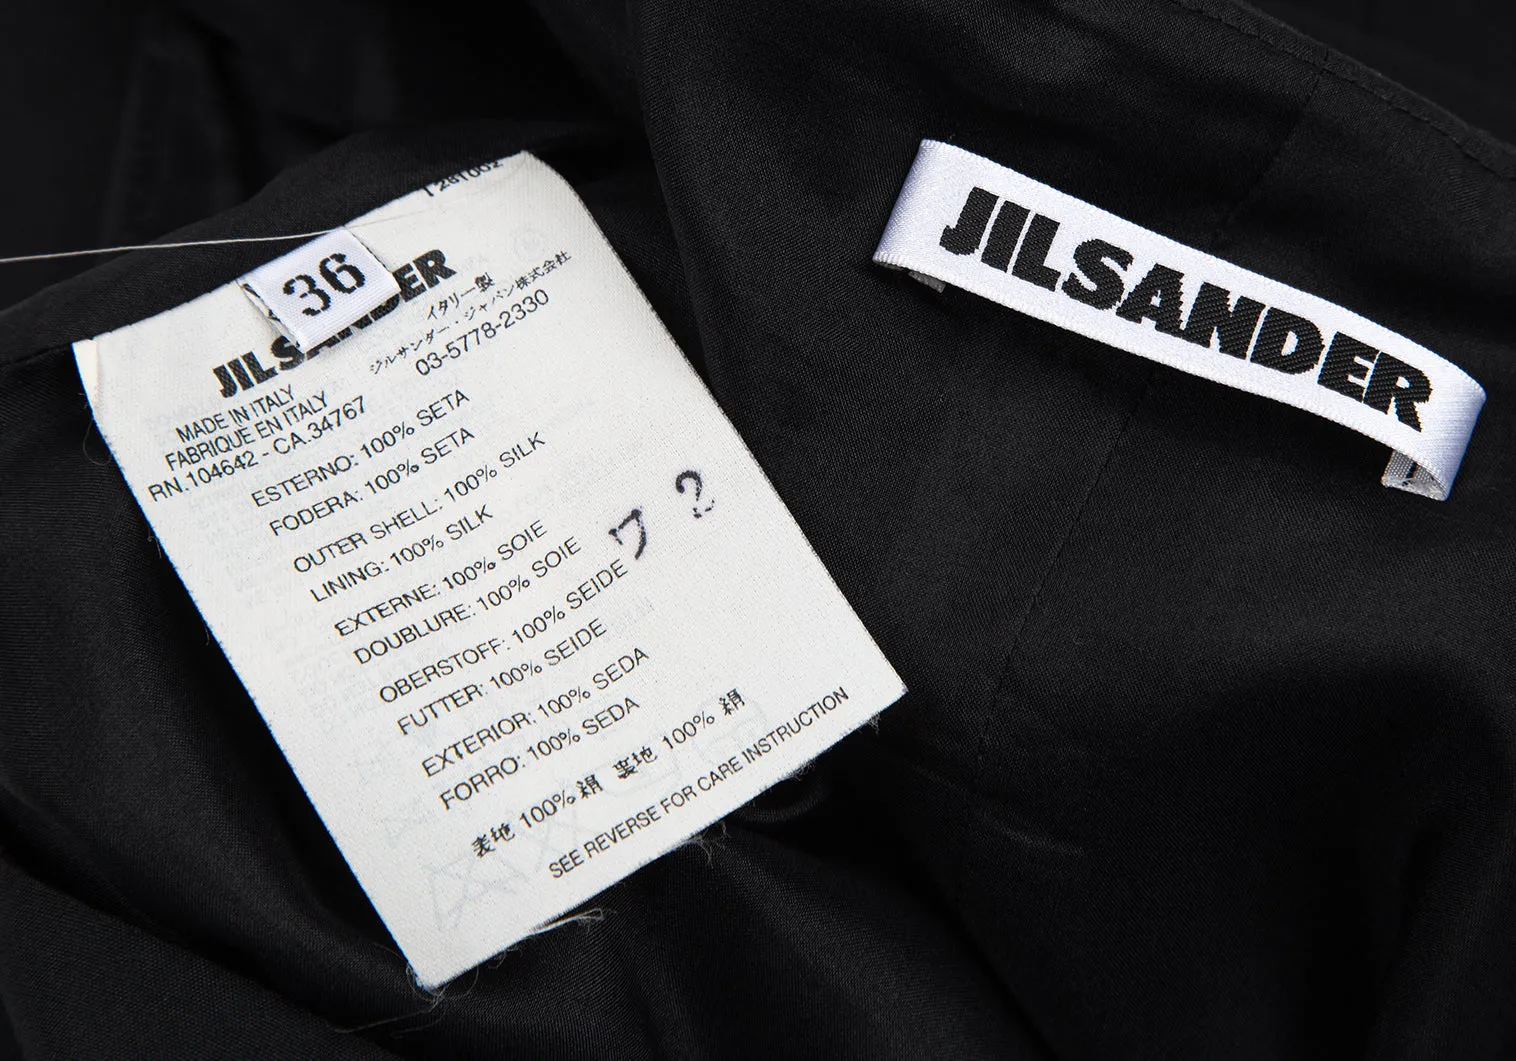 36
JILSANDER
イタリー製
ジルサンダー・ジャパン株式会社
03-5778-2330
MADE IN ITALY
FABRIQUE EN ITALY
RN.104642 - CA.34767
ESTERNO: 100% SETA
FODERA: 100% SETA
OUTER SHELL: 100% SILK
LINING: 100% SILK
EXTERNE: 100% SOIE
DOUBLURE: 100% SOIE
OBERSTOFF: 100% SEIDE
FUTTER: 100% SEIDE
EXTERIOR: 100% SEDA
FORRO: 100% SEDA
表地 100% 絹 裏地 100% 絹
SEE REVERSE FOR CARE INSTRUCTION
ワ 2
JILSANDER